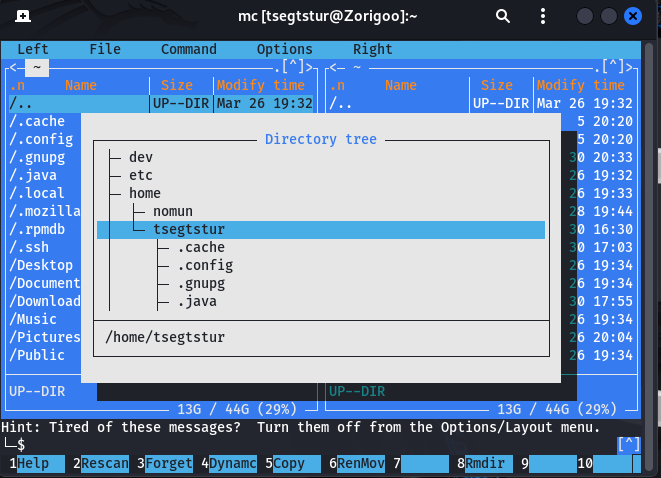 mc [tsegtstur@Zorigoo]:~
Left File Command Options Right
<─ ~ .[^]> <─ ~ .[^]>
.n Name Size Modify time .n Name Size Modify time
/.. UP--DIR Mar 26 19:32 /.. UP--DIR Mar 26 19:32
/.cache 5 20:20
/.config Directory tree 5 20:20
/.gnupg dev 30 20:33
/.java etc 26 19:32
/.local home 26 19:33
/.mozilla nomun 28 19:44
/.rpmdb tsegtstur 30 16:30
/.ssh .cache 30 17:03
/Desktop .config 26 19:34
/Document .gnupg 26 19:34
/Download .java 30 17:55
/Music 26 19:34
/Pictures /home/tsegtstur 26 20:04
/Public 26 19:34
UP--DIR UP--DIR
13G / 44G (29%) 13G / 44G (29%)
Hint: Tired of these messages?  Turn them off from the Options/Layout menu.
└─$ [^]
1Help 2Rescan 3Forget 4Dynamc 5Copy 6RenMov 7 8Rmdir 9 10